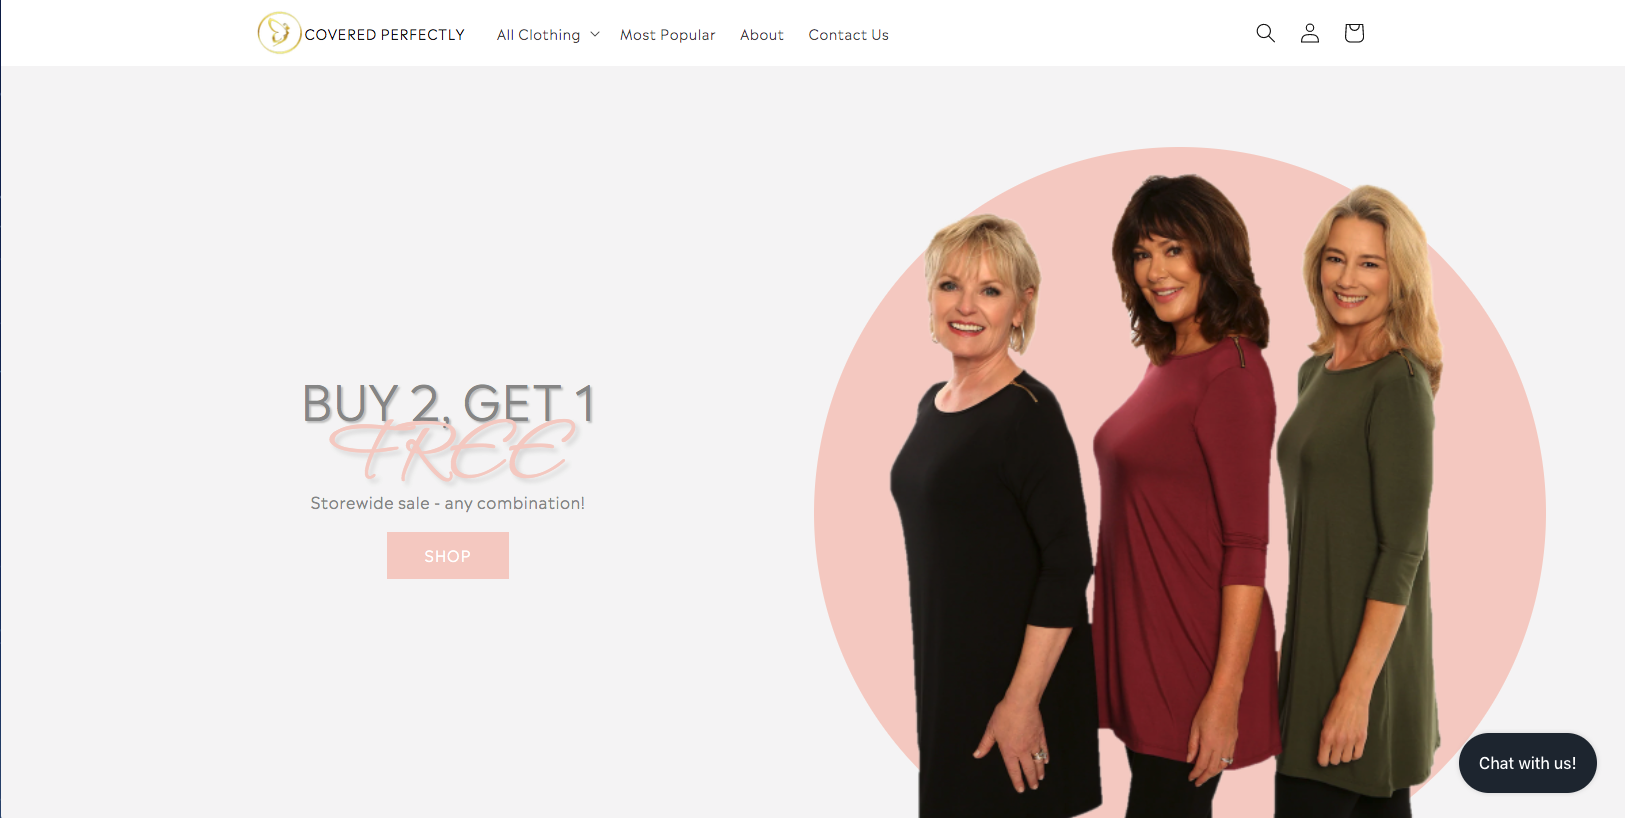 COVERED PERFECTLY
All Clothing
Most Popular
About
Contact Us
BUY 2, GET 1
FREE
Storewide sale - any combination!
SHOP
Chat with us!